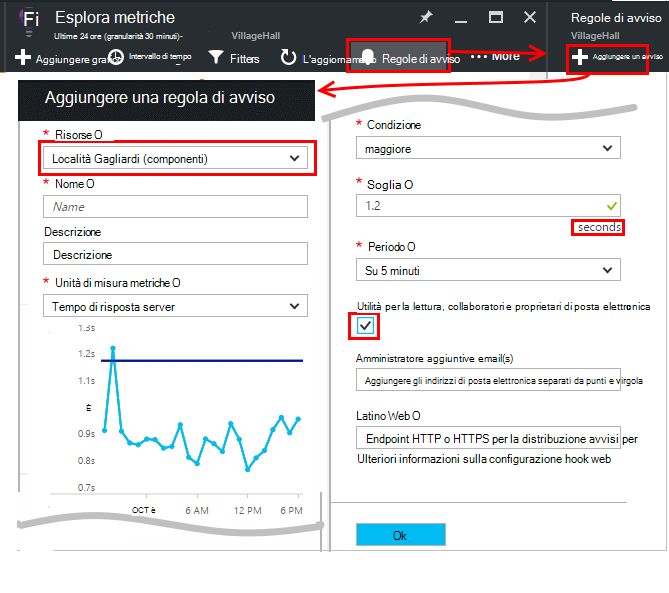 Fi
Esplora metriche
Ultime 24 ore (granularità 30 minuti)-
VillageHall
Regole di avviso
VillageHall
Aggiungere grafico
Intervallo di tempo
Fitters
L'aggiornamento
Regole di avviso
More
Aggiungere un avviso
Aggiungere una regola di avviso
* Risorse O
Località Gagliardi (componenti)
* Nome O
Name
Descrizione
Descrizione
* Unità di misura metriche O
Tempo di risposta server
1.3s
1.2s
1.1s
È
0.9s
0.8s
0.7s
OCT è
6 AM
12 PM
6 PM
* Condizione
maggiore
* Soglia O
1.2
seconds
* Periodo O
Su 5 minuti
Utilità per la lettura, collaboratori e proprietari di posta elettronica
Amministratore aggiuntive email(s)
Aggiungere gli indirizzi di posta elettronica separati da punti e virgola
Latino Web O
Endpoint HTTP o HTTPS per la distribuzione avvisi per
Ulteriori informazioni sulla configurazione hook web
Ok